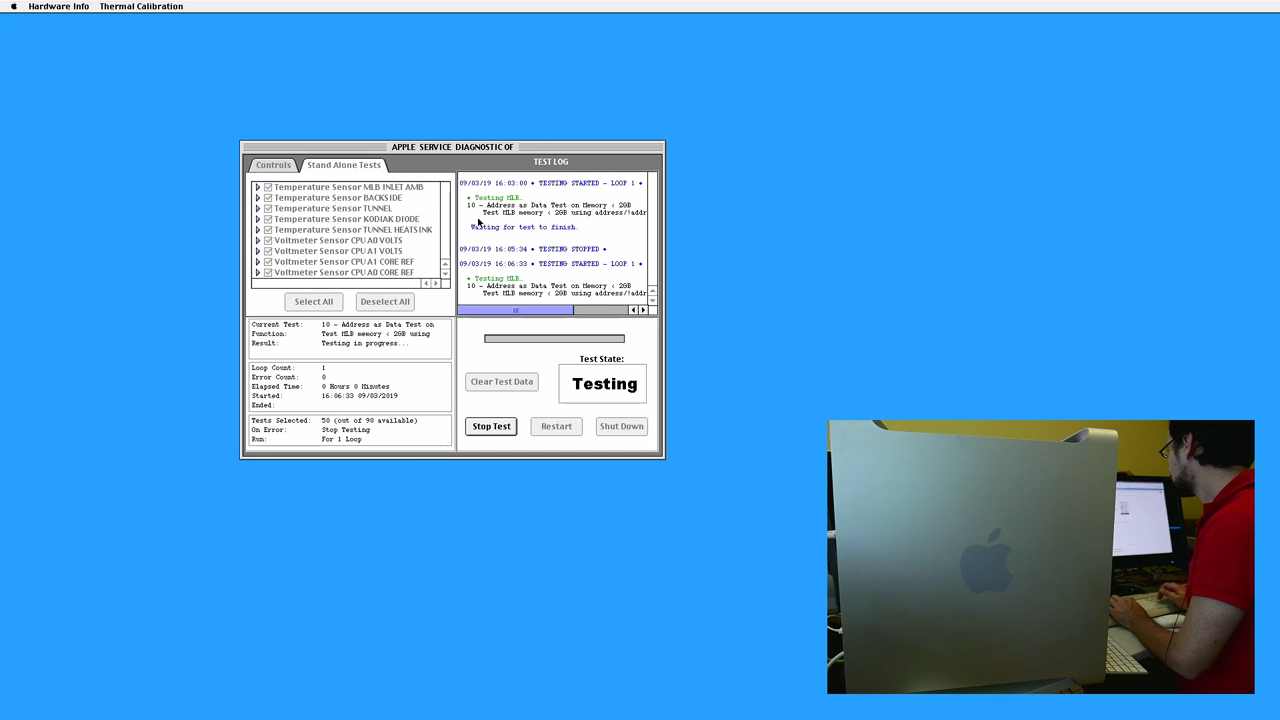 Hardware Info Thermal Calibration
APPLE SERVICE DIAGNOSTIC OF
Controls Stand Alone Tests
Temperature Sensor MLB INLET AMB
Temperature Sensor BACKSIDE
Temperature Sensor TUNNEL
Temperature Sensor KODIAK DIODE
Temperature Sensor TUNNEL HEATSINK
Voltmeter Sensor CPU A0 VOLTS
Voltmeter Sensor CPU A1 VOLTS
Voltmeter Sensor CPU A1 CORE REF
Voltmeter Sensor CPU A0 CORE REF
Select All Deselect All
Current Test: 10 - Address as Data Test on
Function: Test MLB memory < 2GB using
Result: Testing in progress...
Loop Count: 1
Error Count: 0
Elapsed Time: 0 Hours 0 Minutes
Started: 16:06:33 09/03/2019
Ended:
Tests Selected: 50 (out of 90 available)
On Error: Stop Testing
Run: For 1 Loop
TEST LOG
09/03/19 16:03:00 • TESTING STARTED - LOOP 1 •
• Testing MLB…
10 - Address as Data Test on Memory < 2GB
Test MLB memory < 2GB using address/!addr
Waiting for test to finish.
09/03/19 16:05:34 • TESTING STOPPED •
09/03/19 16:06:33 • TESTING STARTED - LOOP 1 •
• Testing MLB…
10 - Address as Data Test on Memory < 2GB
Test MLB memory < 2GB using address/!addr
Test State:
Clear Test Data Testing
Stop Test Restart Shut Down